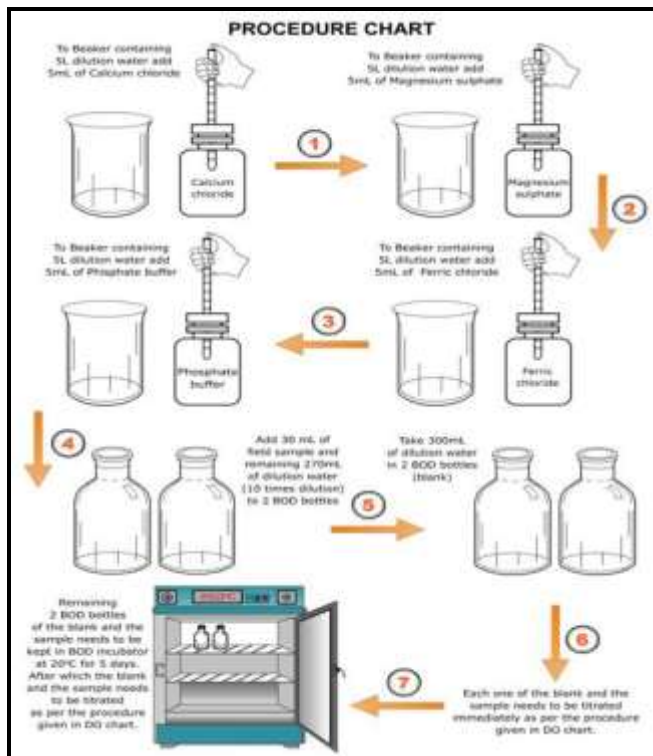 PROCEDURE CHART
To Beaker containing
5L dilution water add
5mL of Calcium chloride
Calcium
chloride
1
To Beaker containing
5L dilution water add
5mL of Magnesium sulphate
Magnesium
sulphate
2
To Beaker containing
5L dilution water add
5mL of Phosphate buffer
Phosphate
buffer
3
To Beaker containing
5L dilution water add
5mL of Ferric chloride
Ferric
chloride
4
Add 30 mL of
field sample and
remaining 270mL
of dilution water
(10 times dilution)
to 2 BOD bottles
5
Take 300mL
of dilution water
in 2 BOD bottles
(blank)
6
Each one of the blank and the
sample needs to be titrated
immediately as per the procedure
given in DO chart.
7
Remaining
2 BOD bottles
of the blank and the
sample needs to be
kept in BOD incubator
at 20°C for 5 days.
After which the blank
and the sample needs
to be titrated
as per the procedure
given in DO chart.